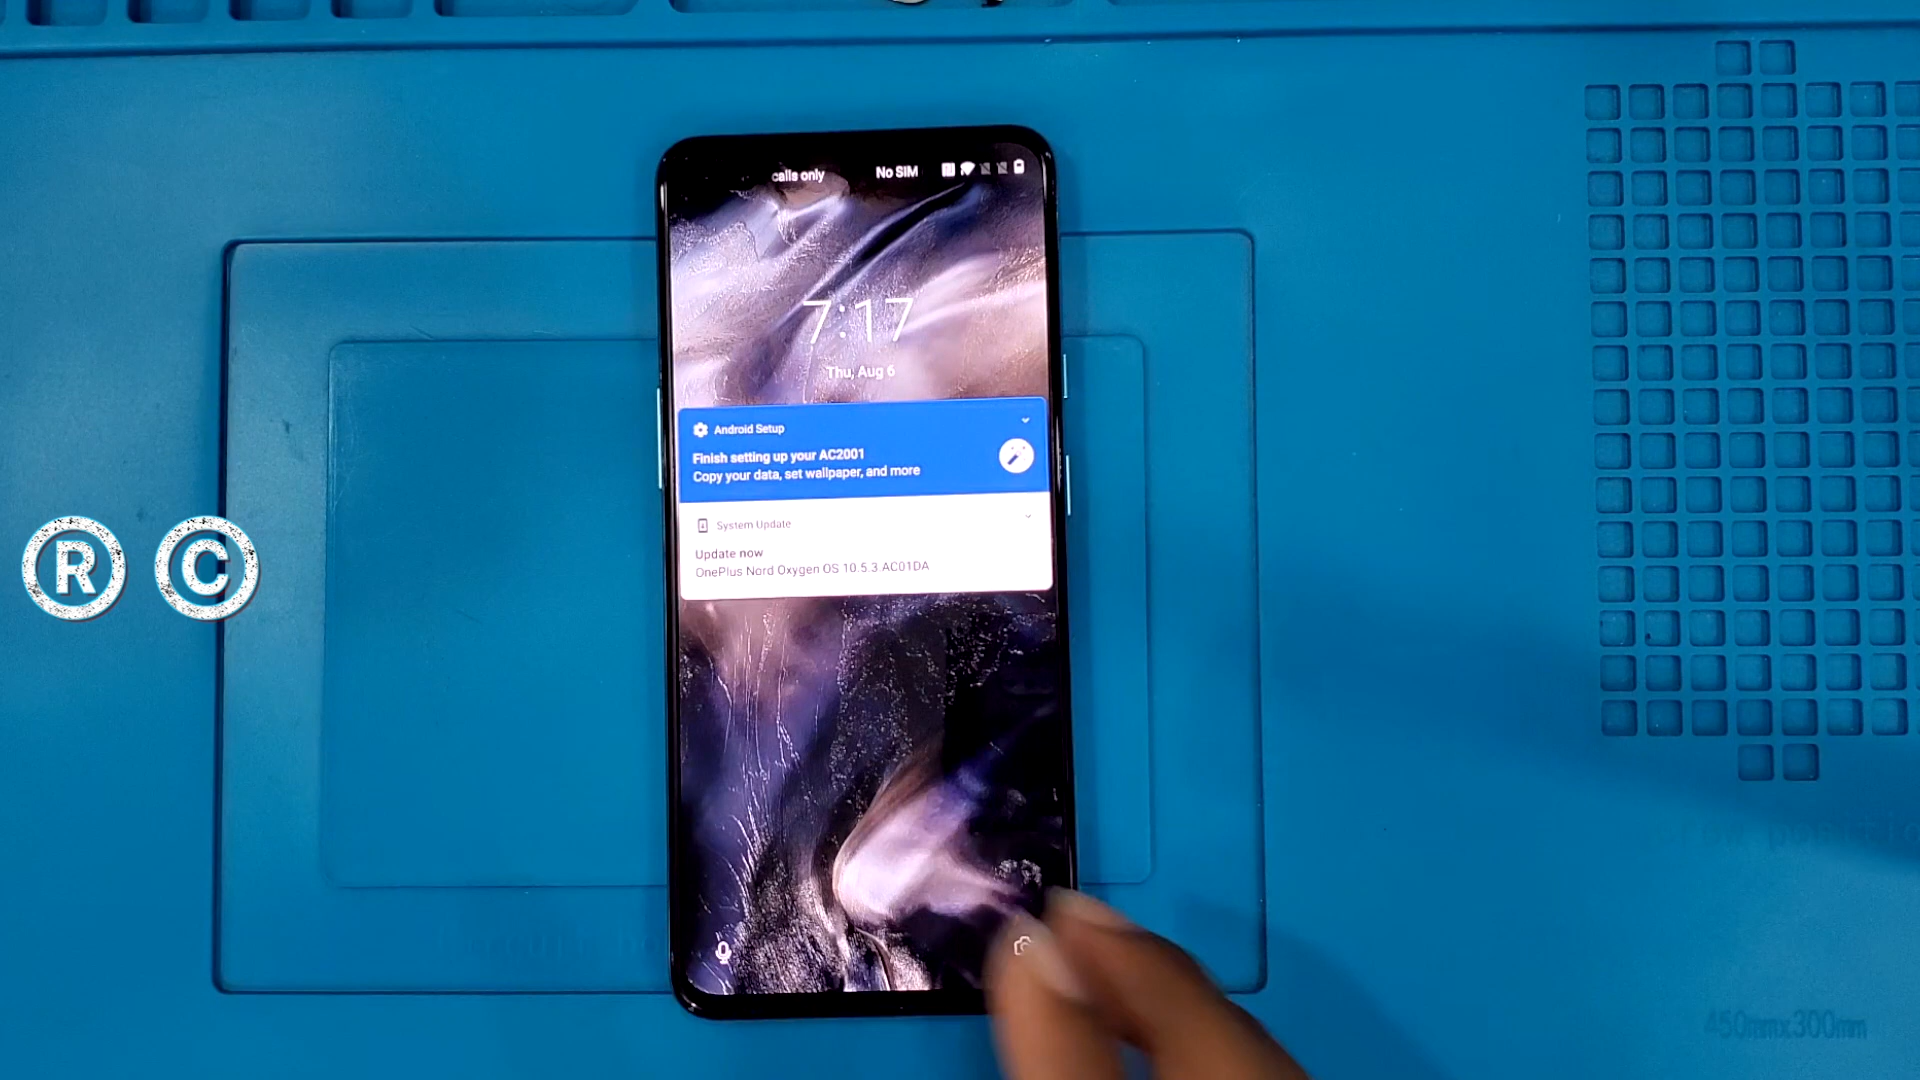 calls only
No SIM
7:17
Thu, Aug 6
Android Setup
Finish setting up your AC2001
Copy your data, set wallpaper, and more
System Update
Update now
OnePlus Nord Oxygen OS 10.5.3.AC01DA
R C
450mmx300mm